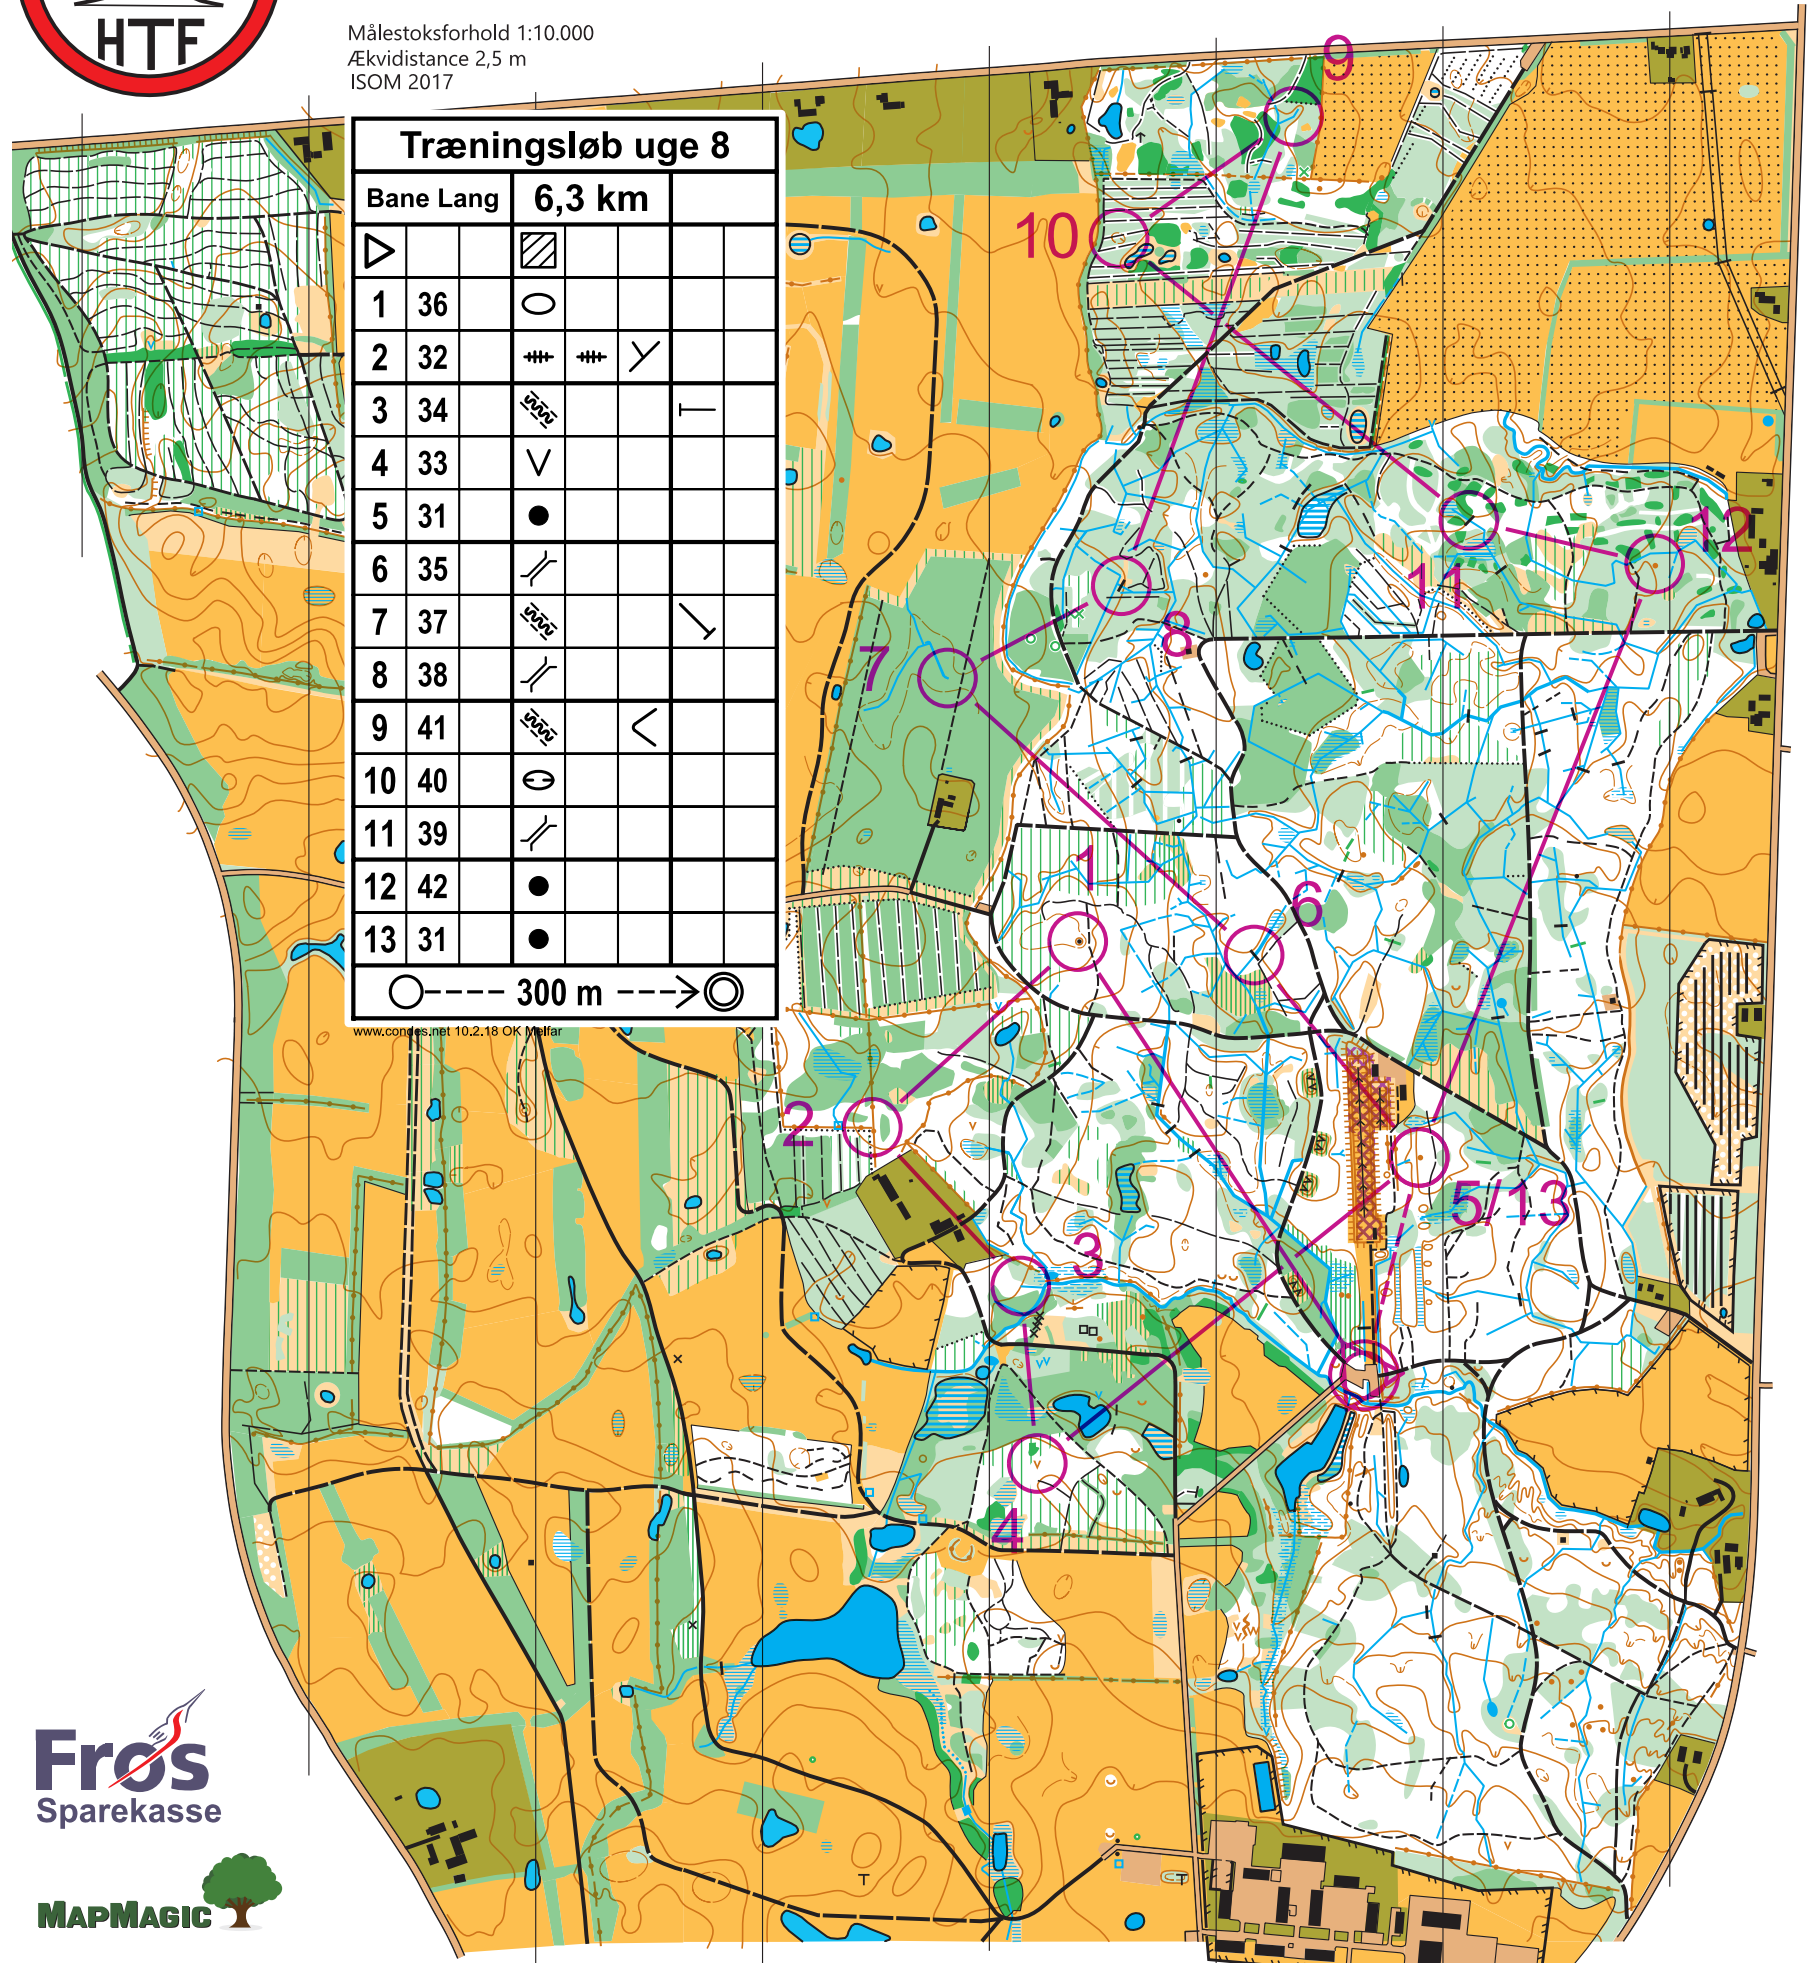 HTF
Målestoksforhold 1:10.000
Ækvidistance 2,5 m
ISOM 2017
Træningsløb uge 8
Bane Lang 6,3 km
1 36
2 32
3 34
4 33
5 31
6 35
7 37
8 38
9 41
10 40
11 39
12 42
13 31
300 m
www.condes.net 10.2.18 OK Melfar
9
10
12
11
8
7
1
6
2
5/13
3
4
Frøs
Sparekasse
MAPMAGIC